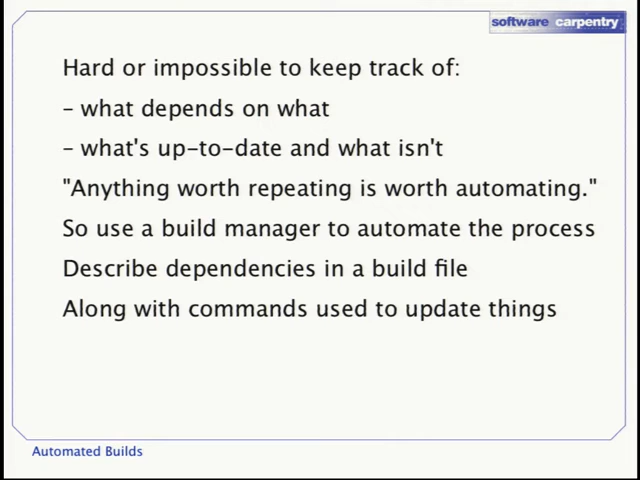 software carpentry
Hard or impossible to keep track of:
– what depends on what
– what's up-to-date and what isn't
"Anything worth repeating is worth automating."
So use a build manager to automate the process
Describe dependencies in a build file
Along with commands used to update things
Automated Builds